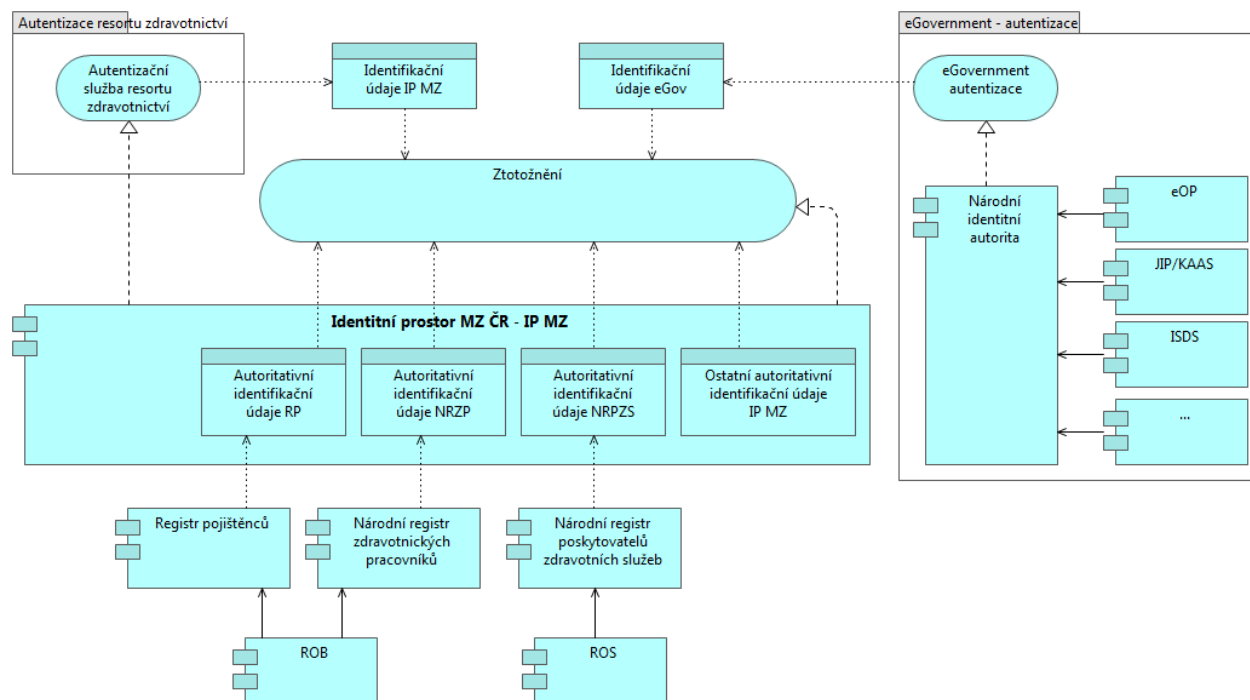 Autentizace resortu zdravotnictví
eGovernment - autentizace
Autentizační
služba resortu
zdravotnictví
Identifikační
údaje IP MZ
Identifikační
údaje eGov
eGovernment
autentizace
Ztotožnění
Národní
identitní
autorita
eOP
JIP/KAAS
ISDS
...
Identitní prostor MZ ČR - IP MZ
Autoritativní
identifikační
údaje RP
Autoritativní
identifikační
údaje NRZP
Autoritativní
identifikační
údaje NRPZS
Ostatní autoritativní
identifikační údaje
IP MZ
Registr pojištěnců
Národní registr
zdravotnických
pracovníků
Národní registr
poskytovatelů
zdravotních služeb
ROB
ROS